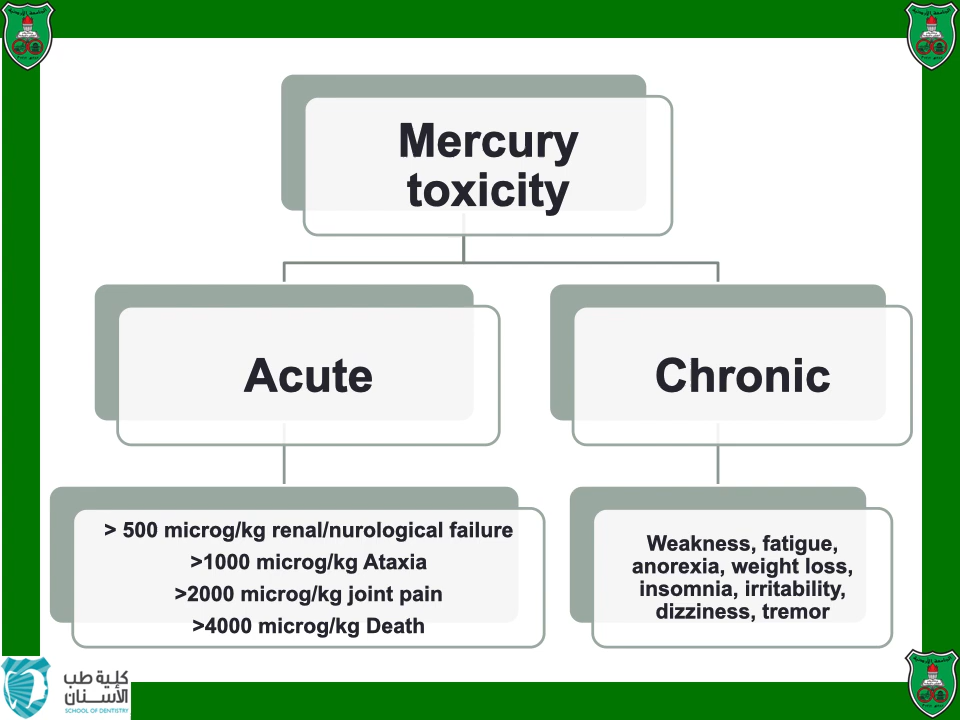 Mercury
toxicity
Acute
Chronic
> 500 microg/kg renal/nurological failure
>1000 microg/kg Ataxia
>2000 microg/kg joint pain
>4000 microg/kg Death
Weakness, fatigue,
anorexia, weight loss,
insomnia, irritability,
dizziness, tremor
كلية طب
الأسنان
SCHOOL OF DENTISTRY